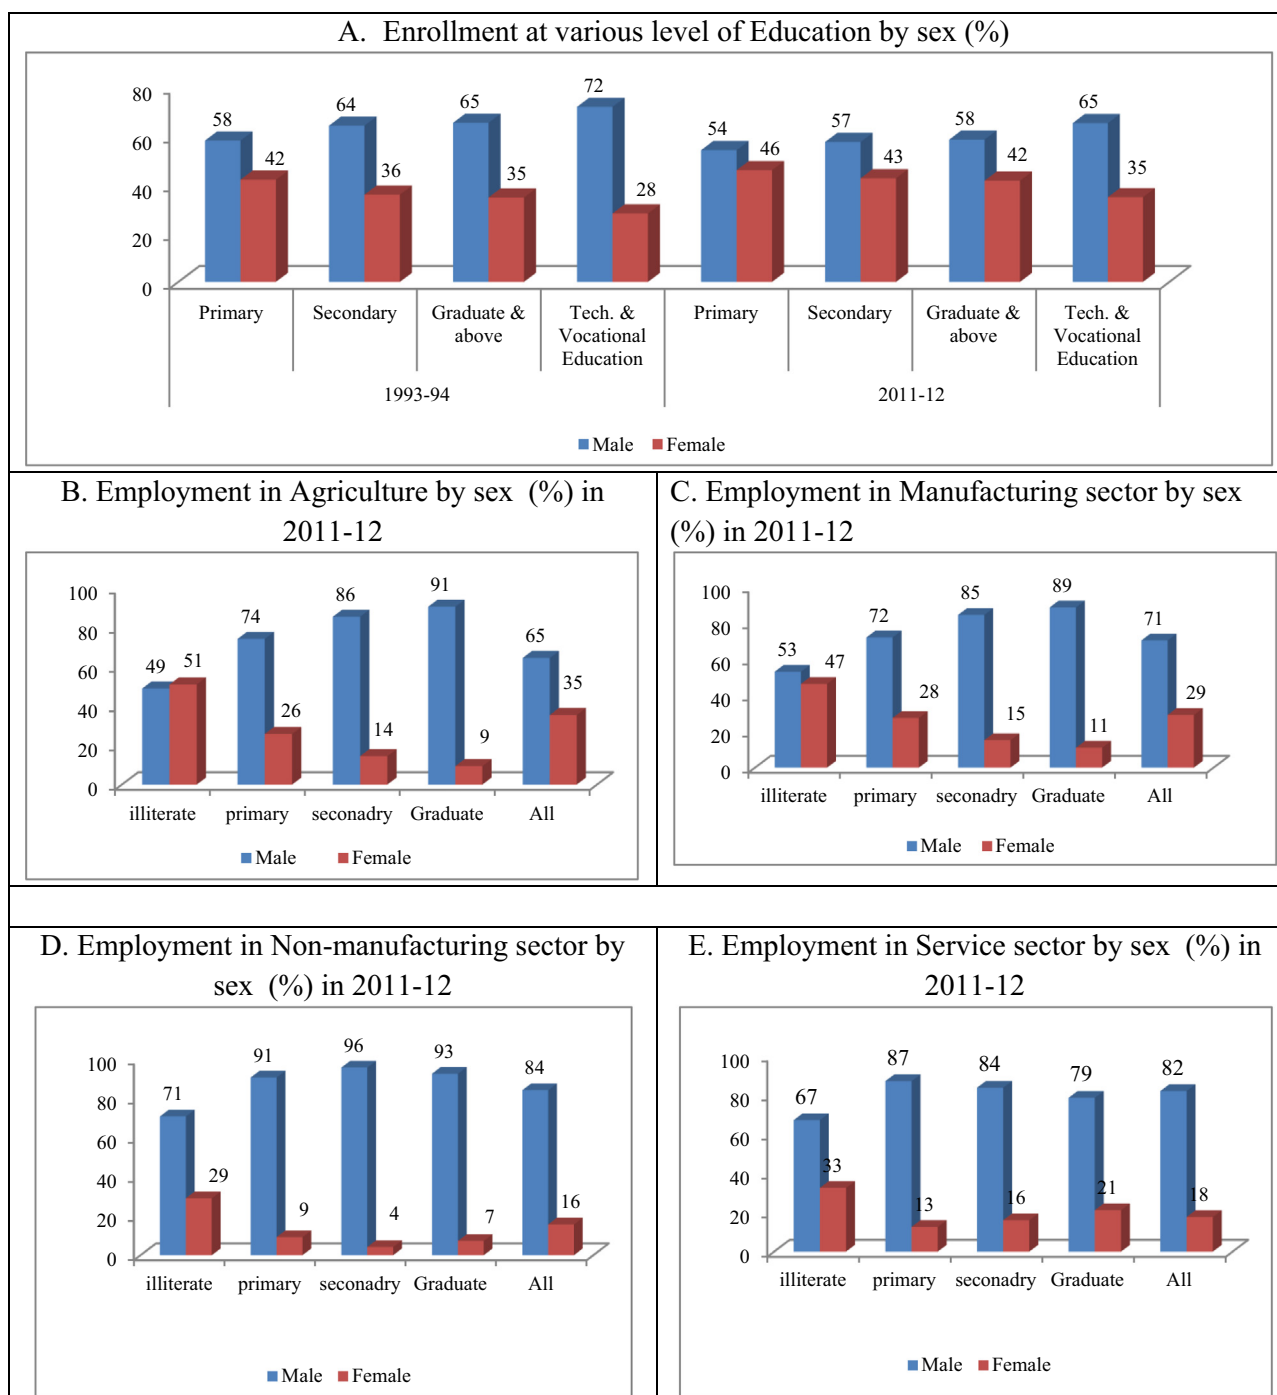 A. Enrollment at various level of Education by sex (%)
72
64 65 65
58 58
57
54
46
42 43 42
36 35 35
28
80
60
40
20
0
Primary Secondary Graduate & above Tech. & Vocational Education Primary Secondary Graduate & above Tech. & Vocational Education
1993-94 2011-12
Male Female
B. Employment in Agriculture by sex (%) in
2011-12
100
80
60
40
20
0
49 51 74 26 86 14 91 9 65 35
illiterate primary seconadry Graduate All
Male Female
C. Employment in Manufacturing sector by sex
(%) in 2011-12
100
80
60
40
20
0
53 47 72 28 85 15 89 11 71 29
illiterate primary seconadry Graduate All
Male Female
D. Employment in Non-manufacturing sector by
sex (%) in 2011-12
100
80
60
40
20
0
71 29 91 9 96 4 93 7 84 16
illiterate primary seconadry Graduate All
Male Female
E. Employment in Service sector by sex (%) in
2011-12
100
80
60
40
20
0
67 33 87 13 84 16 79 21 82 18
illiterate primary seconadry Graduate All
Male Female